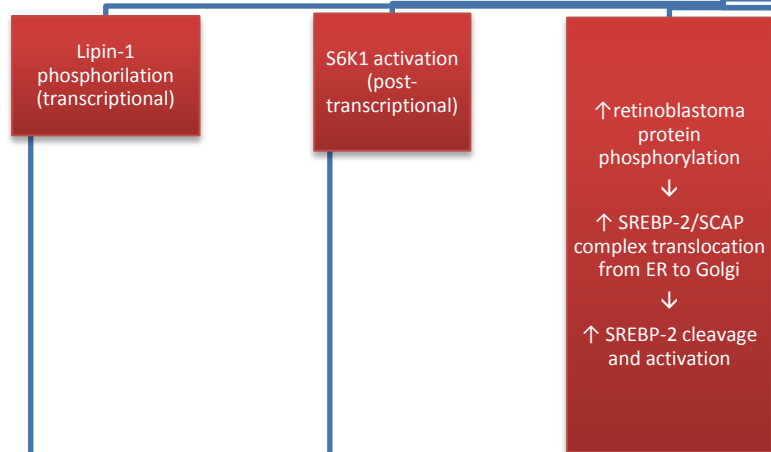 Lipin-1
phosphorilation
(transcriptional)
S6K1 activation
(post-
transcriptional)
↑retinoblastoma
protein
phosphorylation
↓
↑ SREBP-2/SCAP
complex translocation
from ER to Golgi
↓
↑ SREBP-2 cleavage
and activation